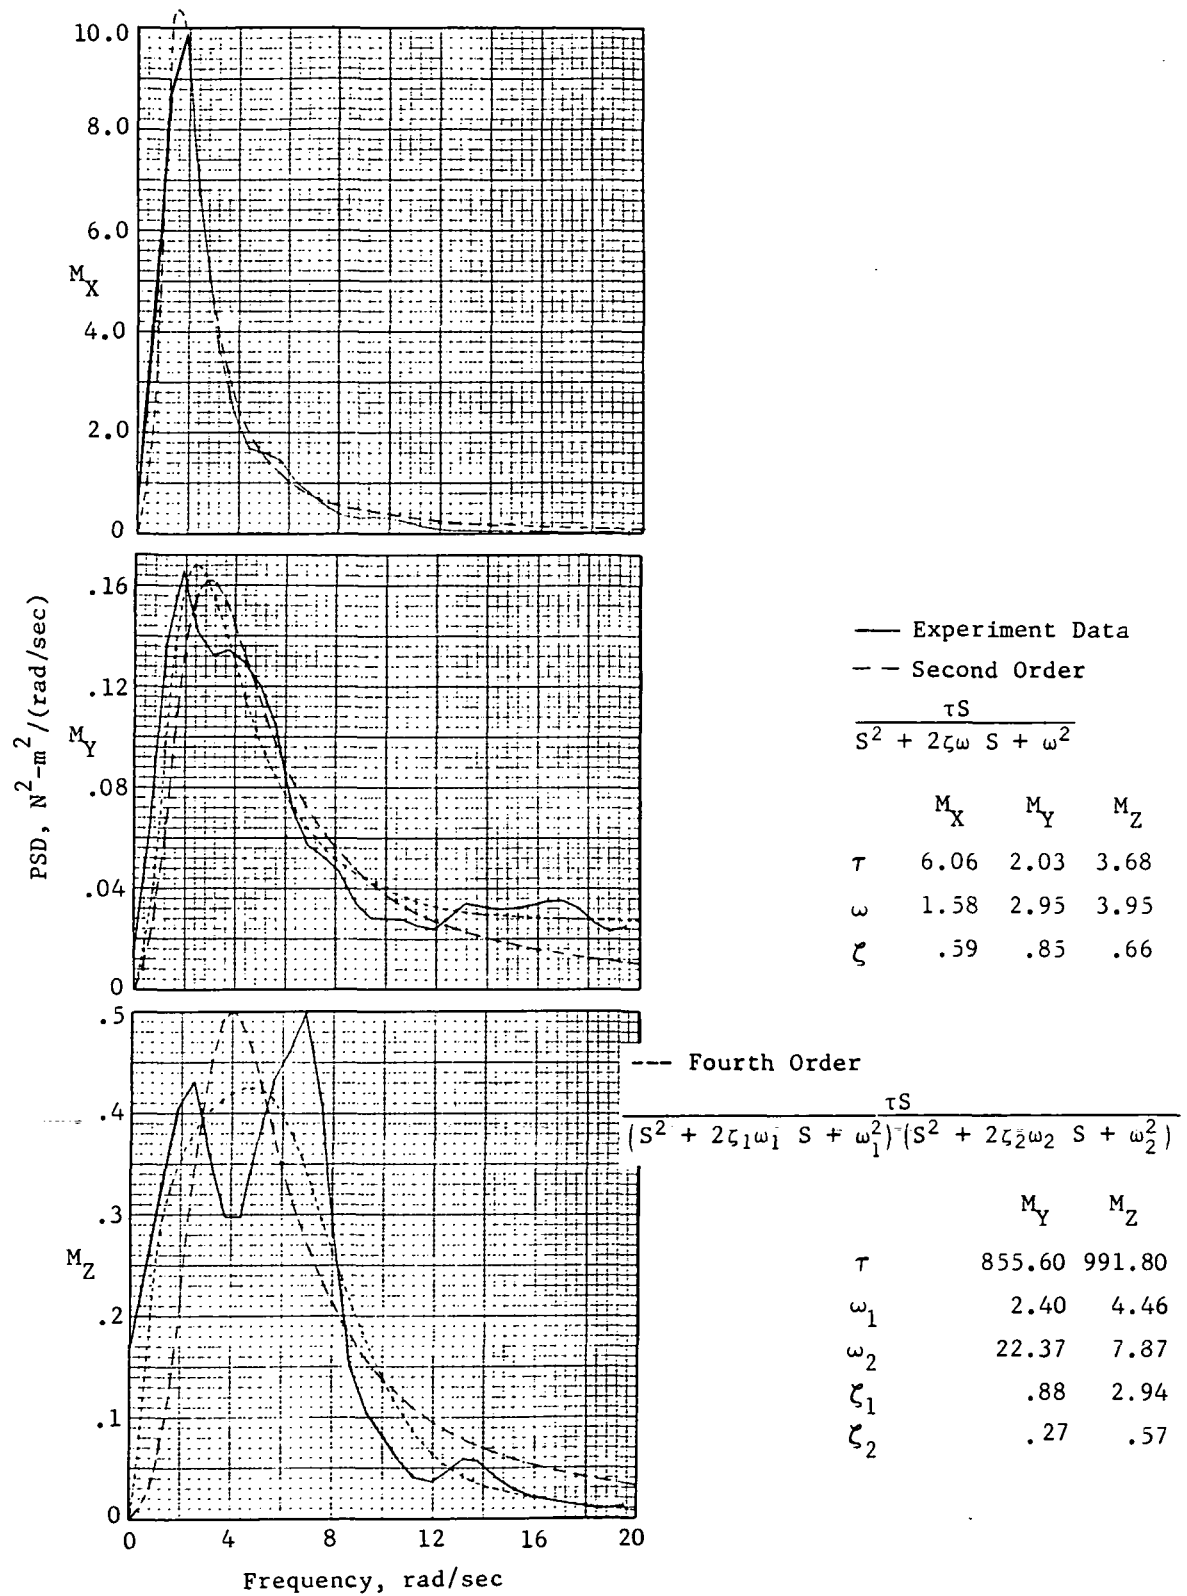 10.0
8.0
6.0
M_X
4.0
2.0
0
PSD, N^2-m^2/(rad/sec)
.16
.12
M_Y
.08
.04
0
.5
.4
.3
M_Z
.2
.1
0
0 4 8 12 16 20
Frequency, rad/sec
Experiment Data
Second Order
τS
S^2 + 2ζω S + ω^2
M_X M_Y M_Z
τ 6.06 2.03 3.68
ω 1.58 2.95 3.95
ζ .59 .85 .66
--- Fourth Order
τS
(S^2 + 2ζ_1ω_1 S + ω_1^2) (S^2 + 2ζ_2ω_2 S + ω_2^2)
M_Y M_Z
τ 855.60 991.80
ω_1 2.40 4.46
ω_2 22.37 7.87
ζ_1 .88 2.94
ζ_2 .27 .57